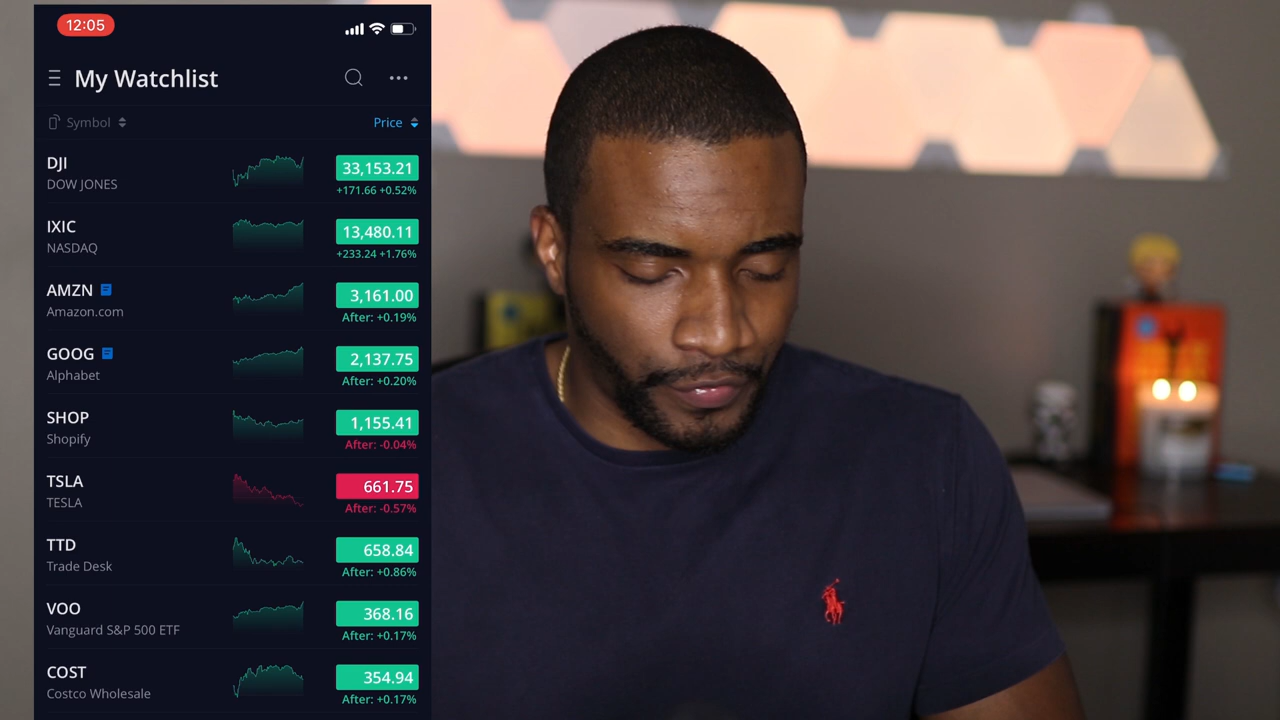 12:05
My Watchlist
Symbol Price
DJI 33,153.21
DOW JONES +171.66 +0.52%
IXIC 13,480.11
NASDAQ +233.24 +1.76%
AMZN 3,161.00
Amazon.com After: +0.19%
GOOG 2,137.75
Alphabet After: +0.20%
SHOP 1,155.41
Shopify After: -0.04%
TSLA 661.75
TESLA After: -0.57%
TTD 658.84
Trade Desk After: +0.86%
VOO 368.16
Vanguard S&P 500 ETF After: +0.17%
COST 354.94
Costco Wholesale After: +0.17%